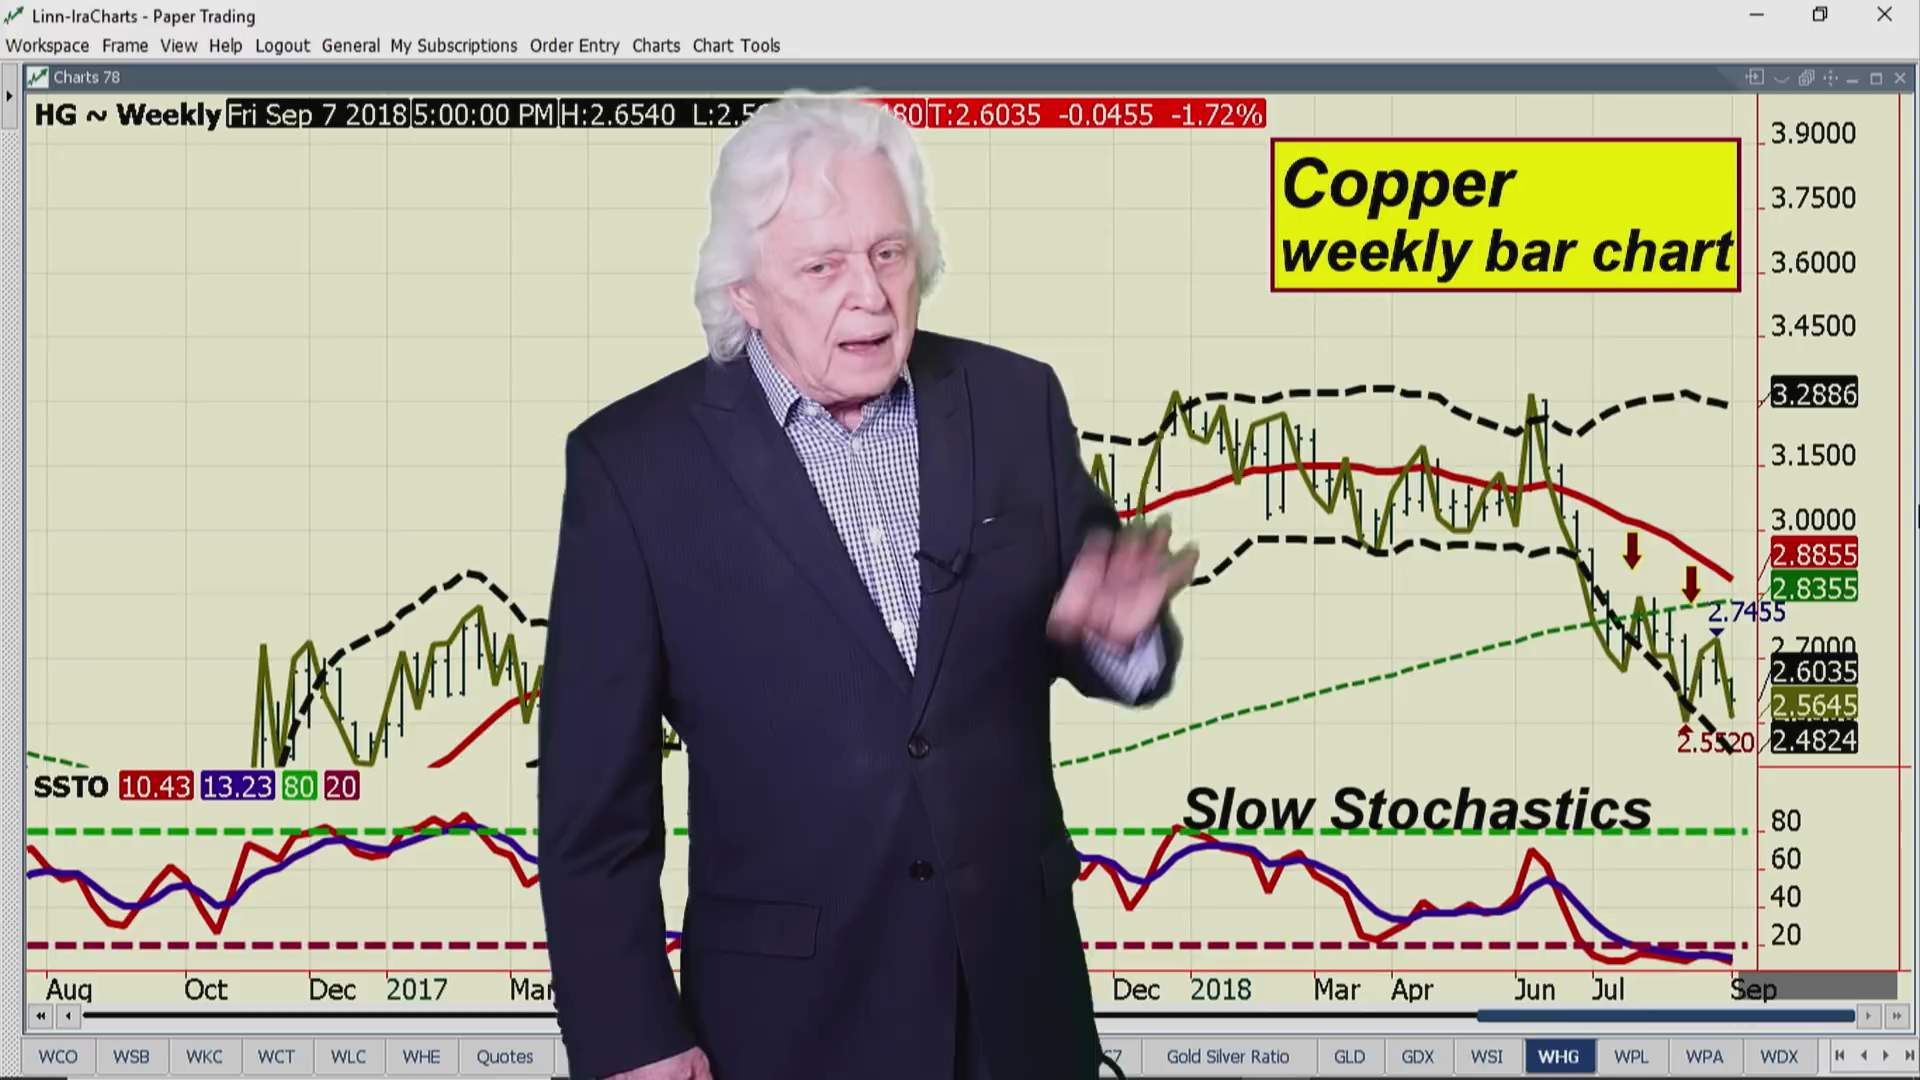 Linn-IraCharts - Paper Trading
Workspace Frame View Help Logout General My Subscriptions Order Entry Charts Chart Tools
Charts 78
HG ~ Weekly Fri Sep 7 2018 5:00:00 PM H:2.6540 T:2.6035 -0.0455 -1.72%
Copper
weekly bar chart
3.9000
3.7500
3.6000
3.4500
3.2886
3.1500
3.0000
2.8855
2.8355
2.7455
2.7000
2.6035
2.5645
2.5520
2.4824
SSTO 10.43 13.23 80 20
Slow Stochastics
80
60
40
20
Aug Oct Dec 2017 Mar Dec 2018 Mar Apr Jun Jul Sep
WCO WSB WKC WCT WLC WHE Quotes Gold Silver Ratio GLD GDX WSI WHG WPL WPA WDX